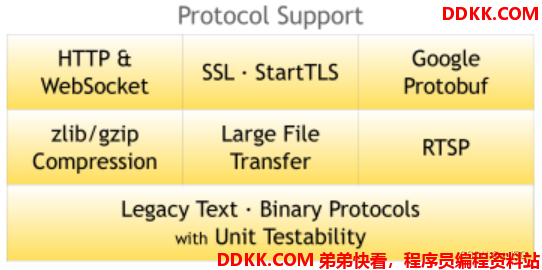 Protocol Support
DDKK.COM
HTTP &
WebSocket
SSL · StartTLS
Google
Protobuf
zlib/gzip
Compression
Large File
Transfer
RTSP
Legacy Text · Binary Protocols
with Unit Testability
DDKK.COM 弟弟快看，程序员编程资料站